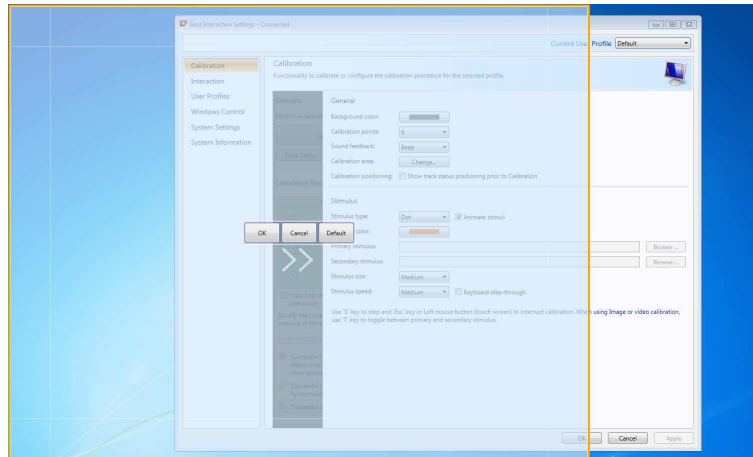 Gaze Interaction Settings - Connected
Current User Profile Default
Calibration
Interaction
User Profiles
Windows Control
System Settings
System Information
Calibration
Functionality to calibrate or configure the calibration procedure for the selected profile.
Calibrate
Track Status
General
Background color:
Calibration points: 9
Sound feedback: Beep
Calibration area: Change...
Calibration positioning: Show track status positioning prior to Calibration
Stimulus
Stimulus type: Dot Animate stimuli
color:
OK Cancel Default
Primary stimulus: Browse ...
Secondary stimulus: Browse ...
Stimulus size: Medium
Stimulus speed: Medium Keyboard step-through
Use 'S' key to step and 'Esc' key or Left mouse button (touch screen) to interrupt calibration. When using Image or video calibration,
use 'T' key to toggle between primary and secondary stimulus.
OK Cancel Apply